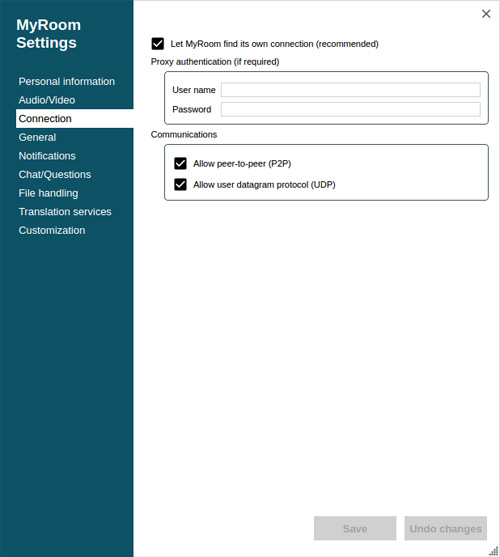 MyRoom
Settings
Personal information
Audio/Video
Connection
General
Notifications
Chat/Questions
File handling
Translation services
Customization
Let MyRoom find its own connection (recommended)
Proxy authentication (if required)
User name
Password
Communications
Allow peer-to-peer (P2P)
Allow user datagram protocol (UDP)
Save
Undo changes